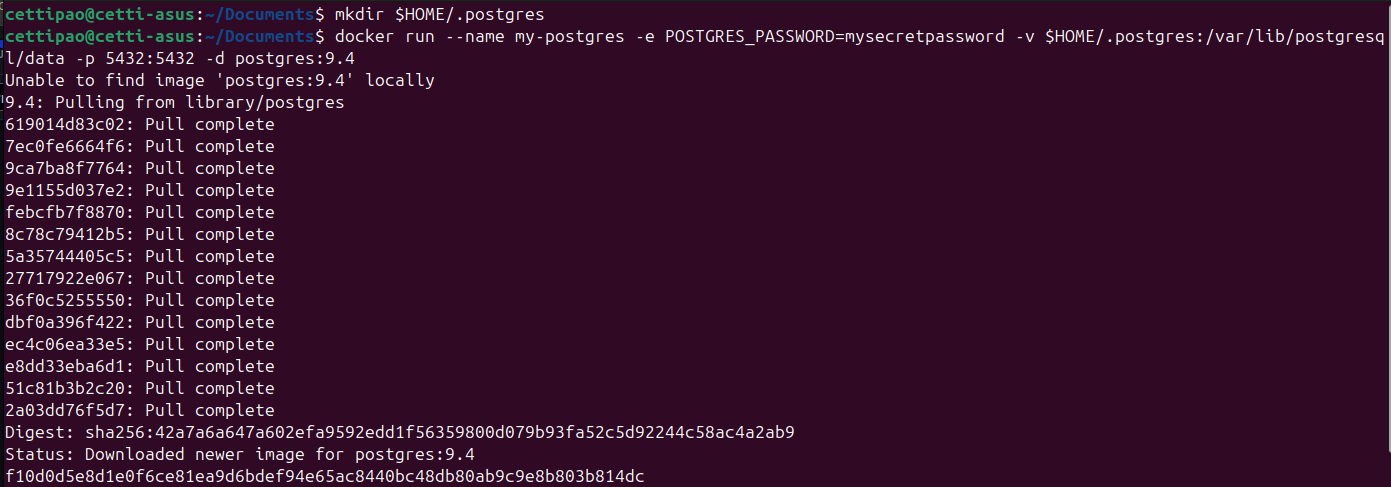 cettipao@cetti-asus:~/Documents$ mkdir $HOME/.postgres
cettipao@cetti-asus:~/Documents$ docker run --name my-postgres -e POSTGRES_PASSWORD=mysecretpassword -v $HOME/.postgres:/var/lib/postgresq
l/data -p 5432:5432 -d postgres:9.4
Unable to find image 'postgres:9.4' locally
9.4: Pulling from library/postgres
619014d83c02: Pull complete
7ec0fe6664f6: Pull complete
9ca7ba8f7764: Pull complete
9e1155d037e2: Pull complete
febcfb7f8870: Pull complete
8c78c79412b5: Pull complete
5a35744405c5: Pull complete
27717922e067: Pull complete
36f0c5255550: Pull complete
dbf0a396f422: Pull complete
ec4c06ea33e5: Pull complete
e8dd33eba6d1: Pull complete
51c81b3b2c20: Pull complete
2a03dd76f5d7: Pull complete
Digest: sha256:42a7a6a647a602efa9592edd1f56359800d079b93fa52c5d92244c58ac4a2ab9
Status: Downloaded newer image for postgres:9.4
f10d0d5e8d1e0f6ce81ea9d6bdef94e65ac8440bc48db80ab9c9e8b803b814dc